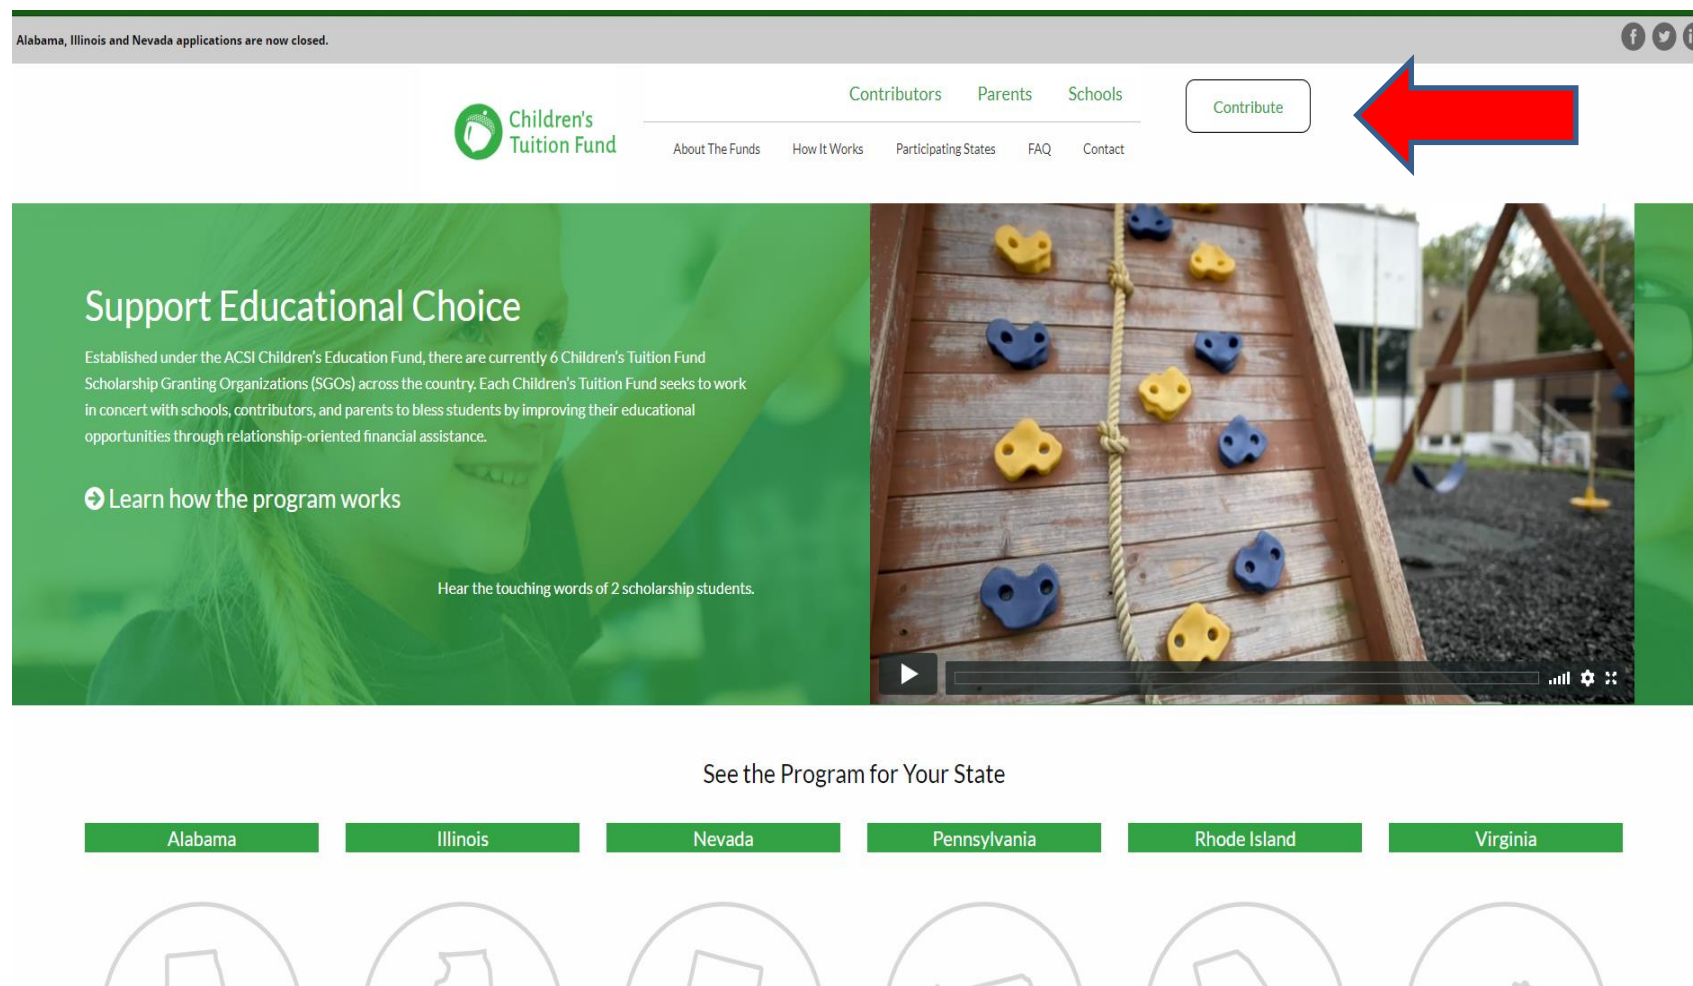 Alabama, Illinois and Nevada applications are now closed.
Children's
Tuition Fund
Contributors Parents Schools
Contribute
About The Funds How It Works Participating States FAQ Contact
Support Educational Choice
Established under the ACSI Children's Education Fund, there are currently 6 Children's Tuition Fund
Scholarship Granting Organizations (SGOs) across the country. Each Children's Tuition Fund seeks to work
in concert with schools, contributors, and parents to bless students by improving their educational
opportunities through relationship-oriented financial assistance.
Learn how the program works
Hear the touching words of 2 scholarship students.
See the Program for Your State
Alabama Illinois Nevada Pennsylvania Rhode Island Virginia